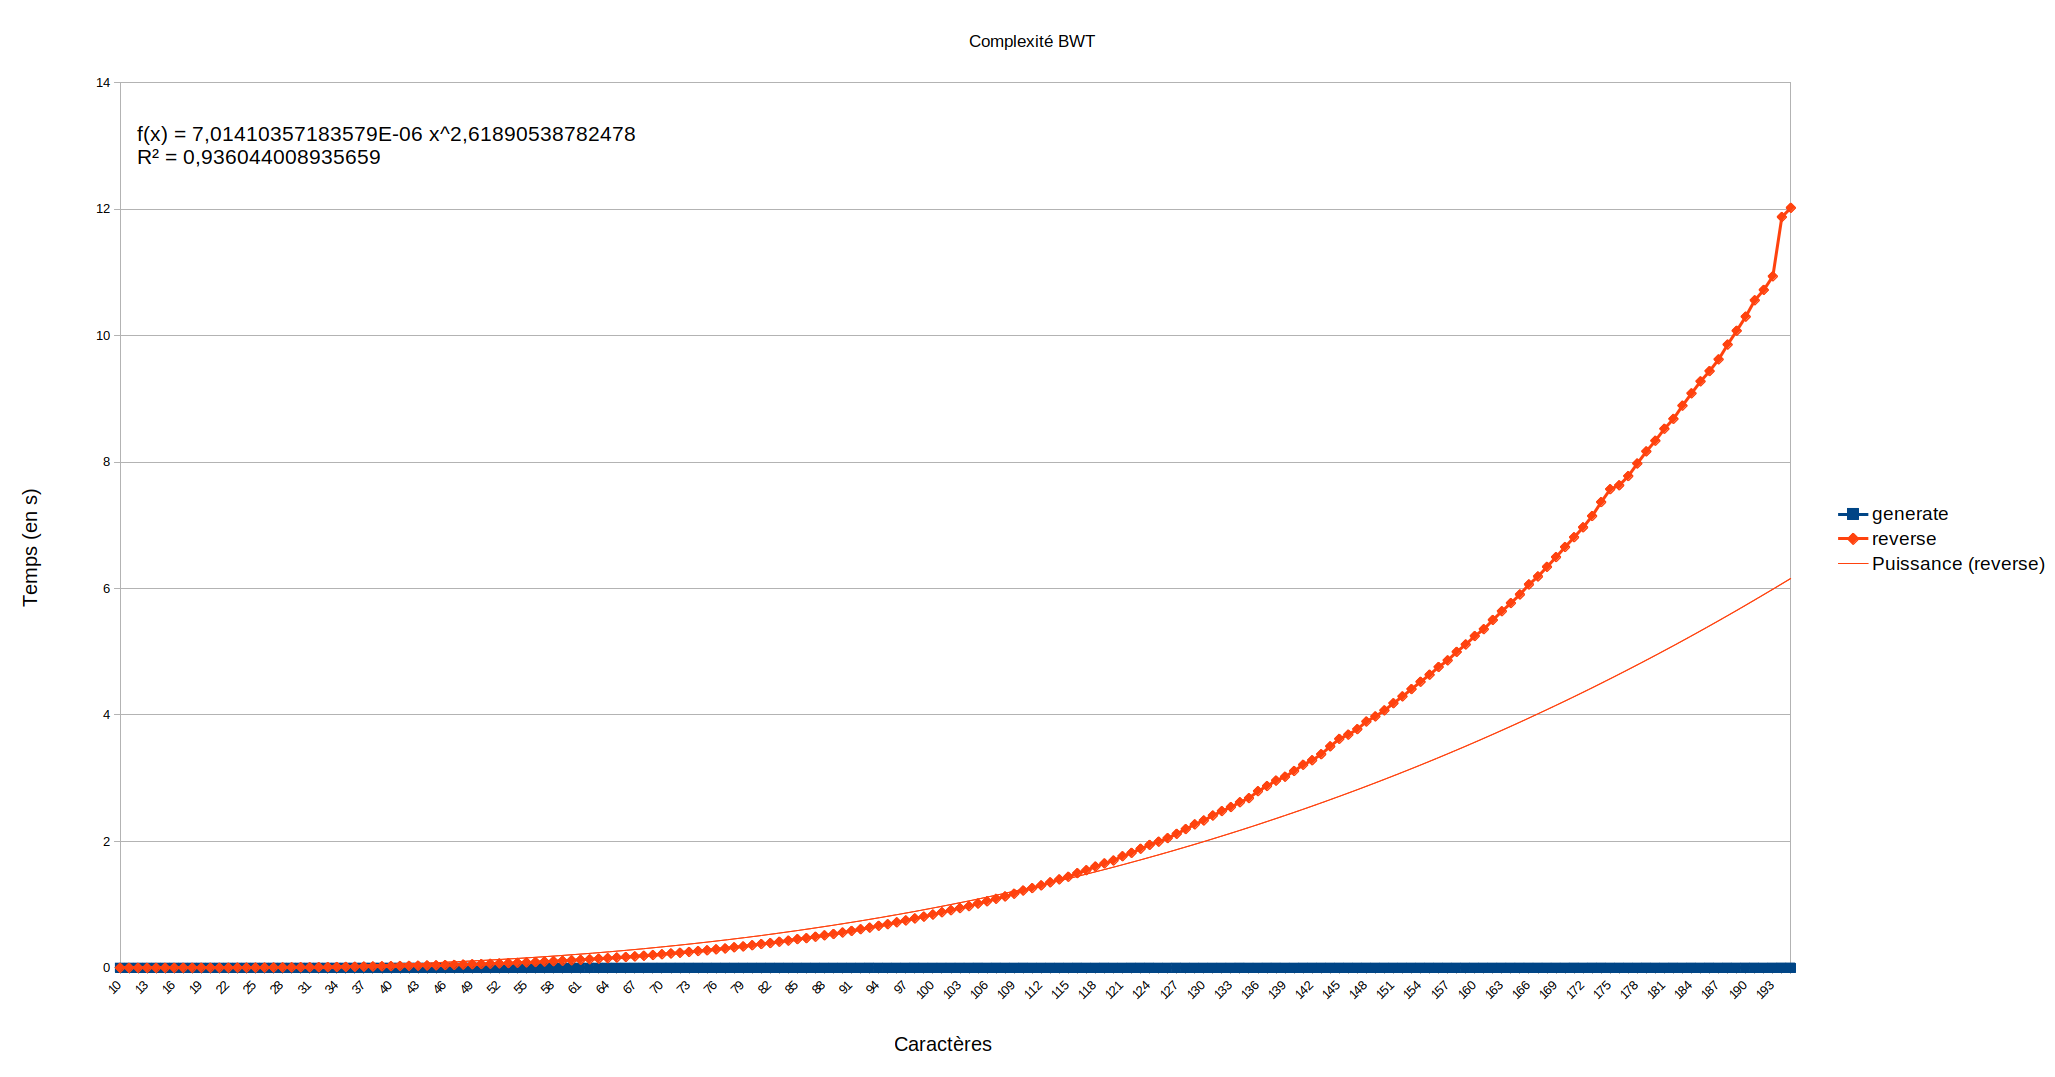 Complexité BWT
14
f(x) = 7,01410357183579E-06 x^2,61890538782478
R² = 0,936044008935659
12
10
8
6
4
2
0
Temps (en s)
generate
reverse
Puissance (reverse)
10 13 16 19 22 25 28 31 34 37 40 43 46 49 52 55 58 61 64 67 70 73 76 79 82 85 88 91 94 97 100 103 106 109 112 115 118 121 124 127 130 133 136 139 142 145 148 151 154 157 160 163 166 169 172 175 178 181 184 187 190 193
Caractères